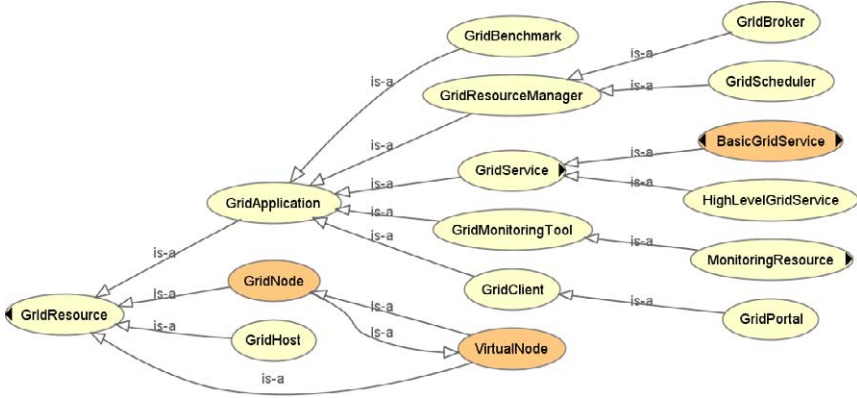 GridBenchmark
GridBroker
is-a
is-a
GridResourceManager
is-a
GridScheduler
is-a
BasicGridService
is-a
GridService
is-a
is-a
HighLevelGridService
GridApplication
is-a
GridMonitoringTool
is-a
MonitoringResource
is-a
is-a
GridNode
GridClient
is-a
is-a
is-a
GridPortal
GridResource
is-a
GridHost
is-a
VirtualNode
is-a